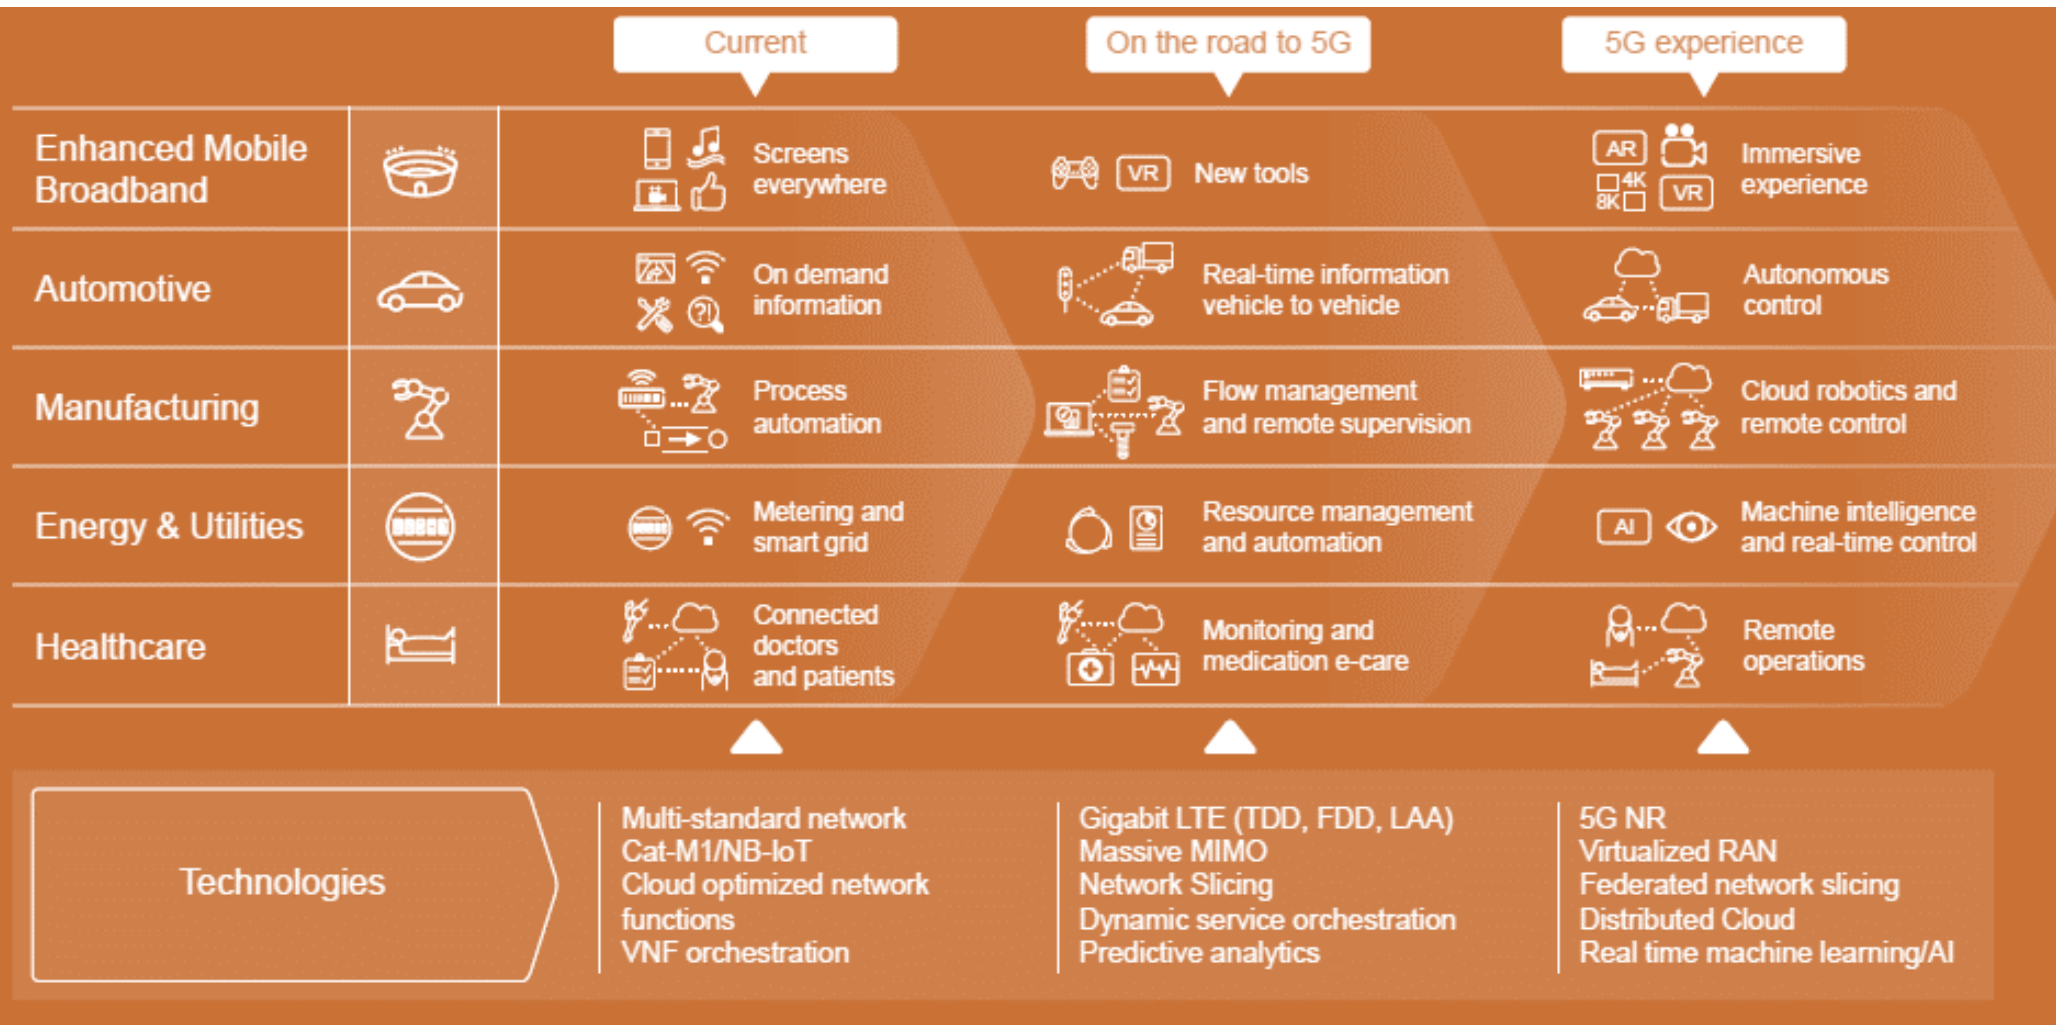 Current
On the road to 5G
5G experience
Enhanced Mobile
Broadband
Screens
everywhere
VR
New tools
AR
4K
8K
VR
Immersive
experience
Automotive
?!
On demand
information
Real-time information
vehicle to vehicle
Autonomous
control
Manufacturing
Process
automation
Flow management
and remote supervision
Cloud robotics and
remote control
Energy & Utilities
Metering and
smart grid
Resource management
and automation
AI
Machine intelligence
and real-time control
Healthcare
Connected
doctors
and patients
Monitoring and
medication e-care
Remote
operations
Technologies
Multi-standard network
Cat-M1/NB-IoT
Cloud optimized network
functions
VNF orchestration
Gigabit LTE (TDD, FDD, LAA)
Massive MIMO
Network Slicing
Dynamic service orchestration
Predictive analytics
5G NR
Virtualized RAN
Federated network slicing
Distributed Cloud
Real time machine learning/AI